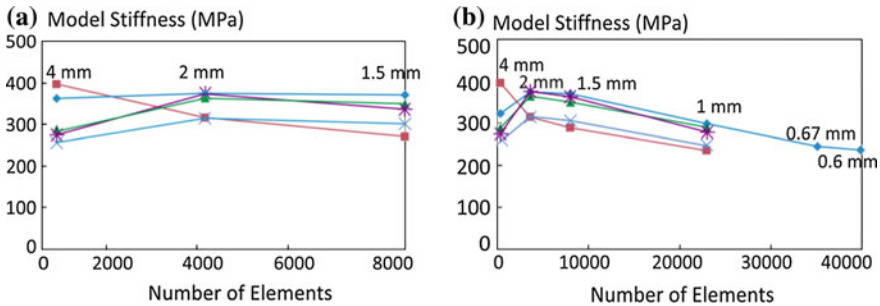 (a) Model Stiffness (MPa)
500
400
300
200
100
0
4 mm
2 mm
1.5 mm
0 2000 4000 6000 8000
Number of Elements
(b) Model Stiffness (MPa)
500
400
300
200
100
0
4 mm
2 mm
1.5 mm
1 mm
0.67 mm
0.6 mm
0 10000 20000 30000 40000
Number of Elements